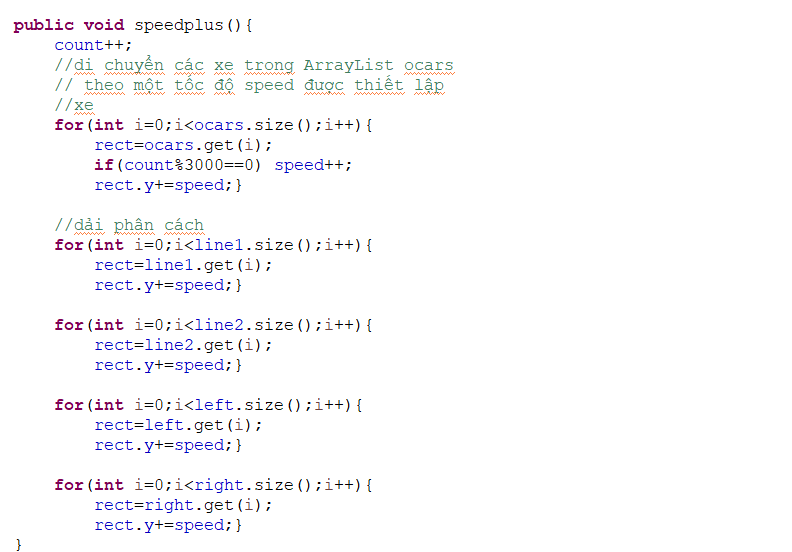 public void speedplus(){
    count++;
    //di chuyển các xe trong ArrayList ocars
    // theo một tốc độ speed được thiết lập
    //xe
    for(int i=0;i<ocars.size();i++){
        rect=ocars.get(i);
        if(count%3000==0) speed++;
        rect.y+=speed;}

    //dải phân cách
    for(int i=0;i<line1.size();i++){
        rect=line1.get(i);
        rect.y+=speed;}

    for(int i=0;i<line2.size();i++){
        rect=line2.get(i);
        rect.y+=speed;}

    for(int i=0;i<left.size();i++){
        rect=left.get(i);
        rect.y+=speed;}

    for(int i=0;i<right.size();i++){
        rect=right.get(i);
        rect.y+=speed;}
}